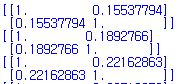 [[1.         0.15537794]
[0.15537794 1.        ]]
[[1.        0.1892766]
[0.1892766 1.       ]]
[[1.         0.22162863]
[0.22162863 1.        ]]